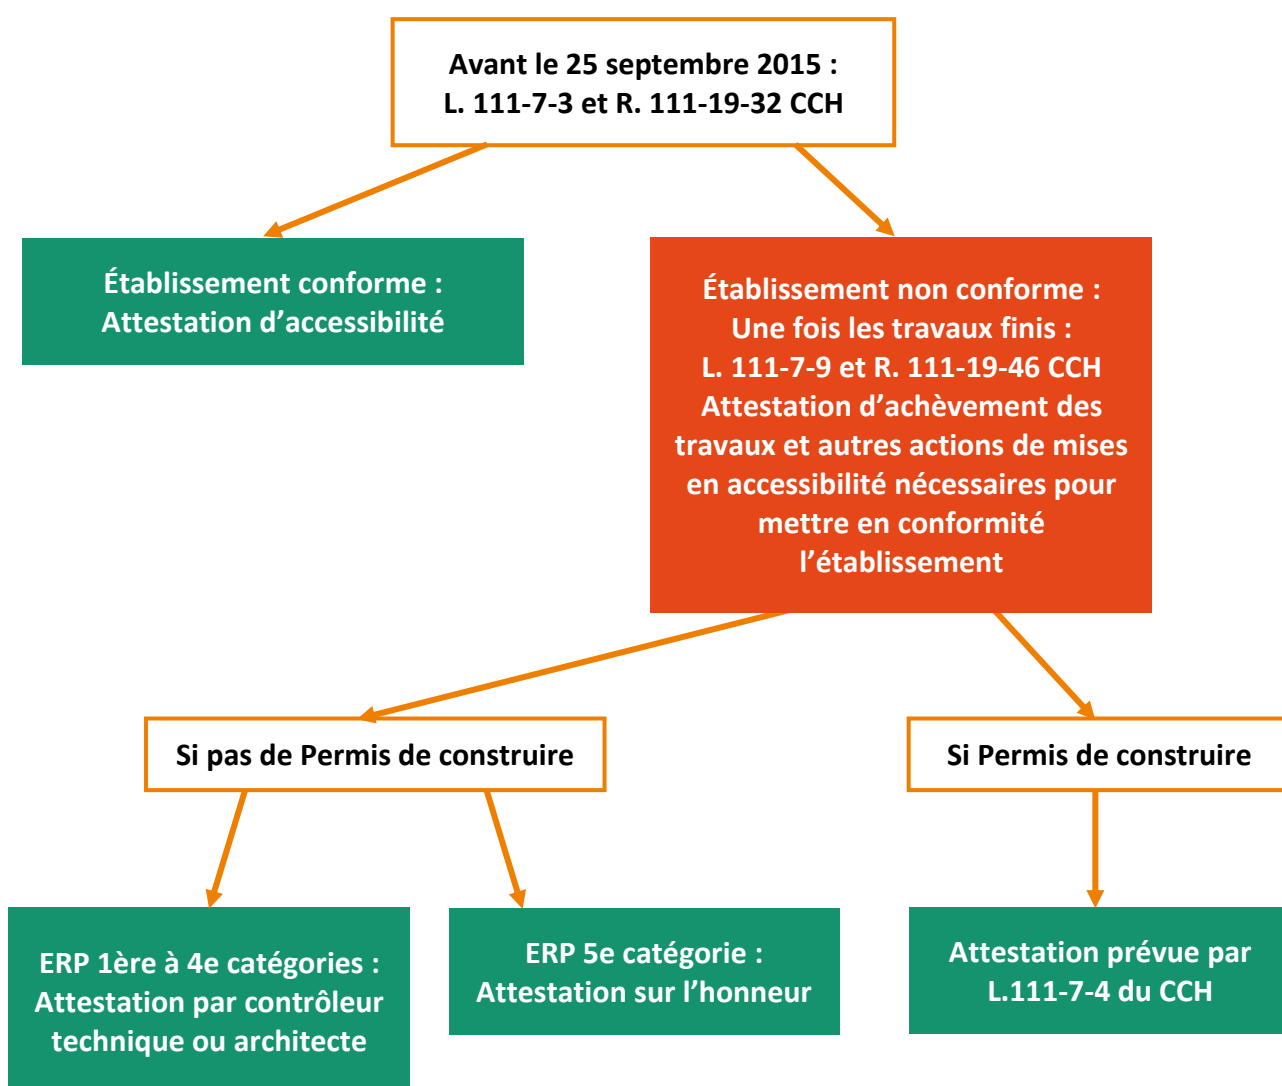 Avant le 25 septembre 2015 :
L. 111-7-3 et R. 111-19-32 CCH
Établissement conforme :
Attestation d’accessibilité
Établissement non conforme :
Une fois les travaux finis :
L. 111-7-9 et R. 111-19-46 CCH
Attestation d’achèvement des
travaux et autres actions de mises
en accessibilité nécessaires pour
mettre en conformité
l’établissement
Si pas de Permis de construire
Si Permis de construire
ERP 1ère à 4e catégories :
Attestation par contrôleur
technique ou architecte
ERP 5e catégorie :
Attestation sur l’honneur
Attestation prévue par
L.111-7-4 du CCH